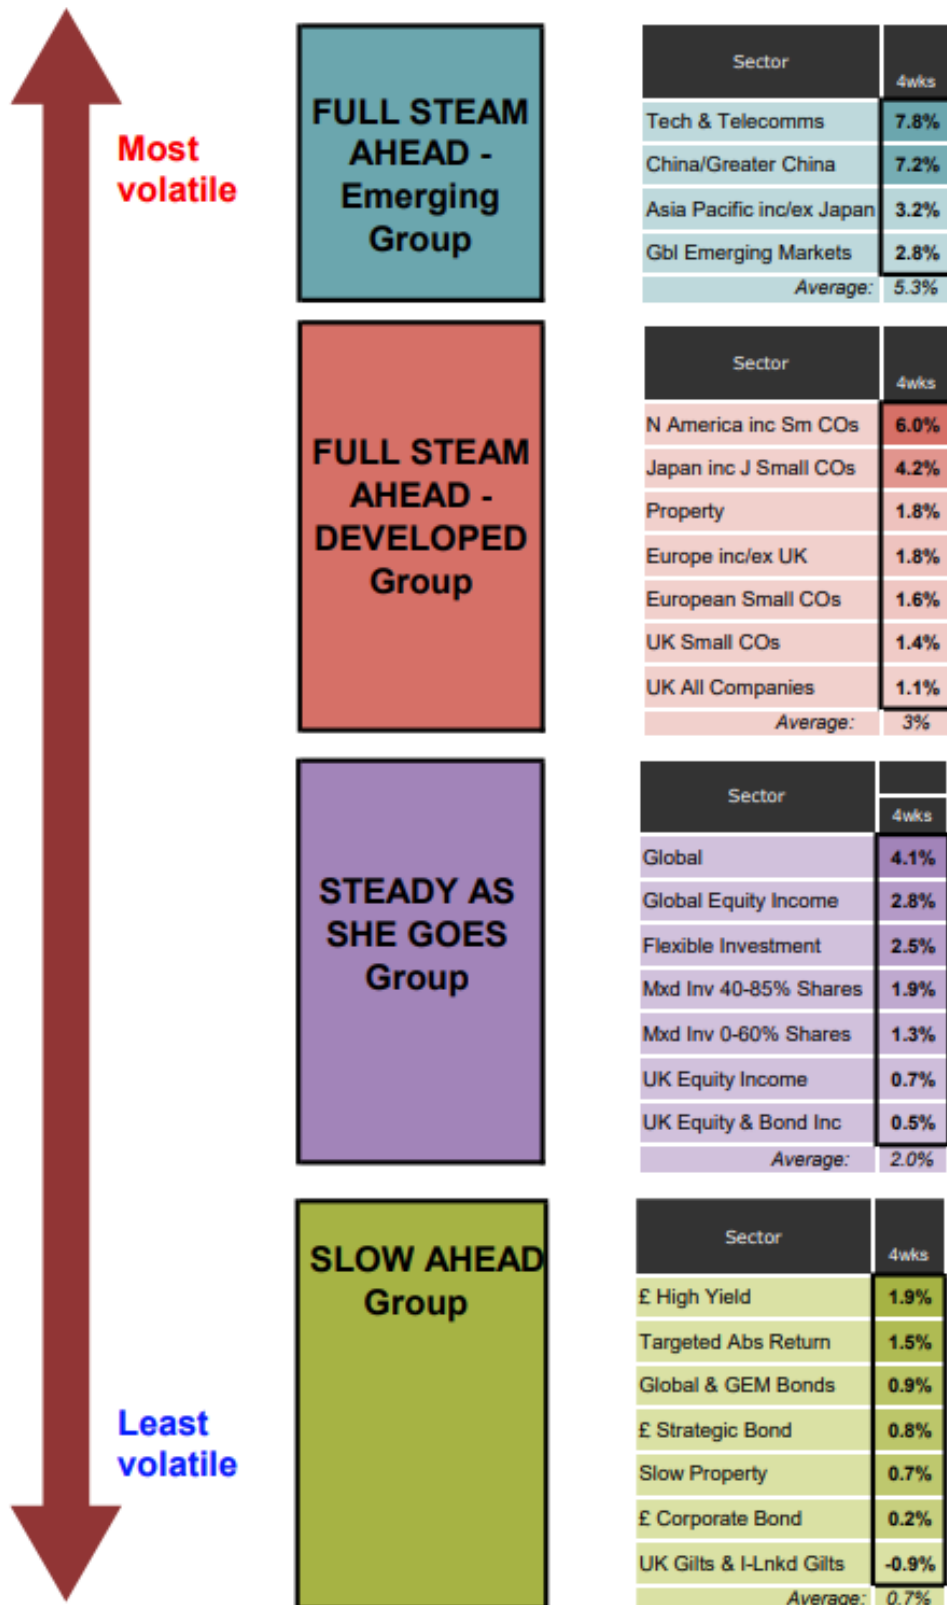 Most
volatile
FULL STEAM
AHEAD -
Emerging
Group
Sector 4wks
Tech & Telecomms 7.8%
China/Greater China 7.2%
Asia Pacific inc/ex Japan 3.2%
Gbl Emerging Markets 2.8%
Average: 5.3%
FULL STEAM
AHEAD -
DEVELOPED
Group
Sector 4wks
N America inc Sm COs 6.0%
Japan inc J Small COs 4.2%
Property 1.8%
Europe inc/ex UK 1.8%
European Small COs 1.6%
UK Small COs 1.4%
UK All Companies 1.1%
Average: 3%
STEADY AS
SHE GOES
Group
Sector 4wks
Global 4.1%
Global Equity Income 2.8%
Flexible Investment 2.5%
Mxd Inv 40-85% Shares 1.9%
Mxd Inv 0-60% Shares 1.3%
UK Equity Income 0.7%
UK Equity & Bond Inc 0.5%
Average: 2.0%
SLOW AHEAD
Group
Sector 4wks
£ High Yield 1.9%
Targeted Abs Return 1.5%
Global & GEM Bonds 0.9%
£ Strategic Bond 0.8%
Slow Property 0.7%
£ Corporate Bond 0.2%
UK Gilts & I-Lnkd Gilts -0.9%
Average: 0.7%
Least
volatile